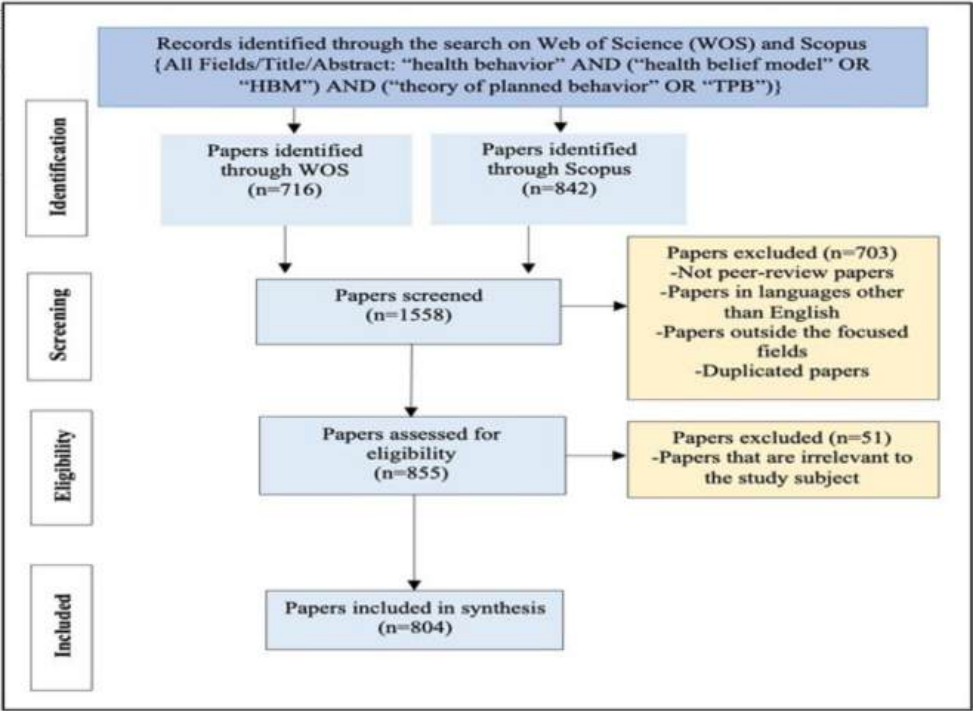 Records identified through the search on Web of Science (WOS) and Scopus
{All Fields/Title/Abstract: “health behavior” AND (“health belief model” OR
“HBM”) AND (“theory of planned behavior” OR “TPB”)}
Identification
Papers identified
through WOS
(n=716)
Papers identified
through Scopus
(n=842)
Screening
Papers screened
(n=1558)
Papers excluded (n=703)
-Not peer-review papers
-Papers in languages other
than English
-Papers outside the focused
fields
-Duplicated papers
Eligibility
Papers assessed for
eligibility
(n=855)
Papers excluded (n=51)
-Papers that are irrelevant to
the study subject
Included
Papers included in synthesis
(n=804)